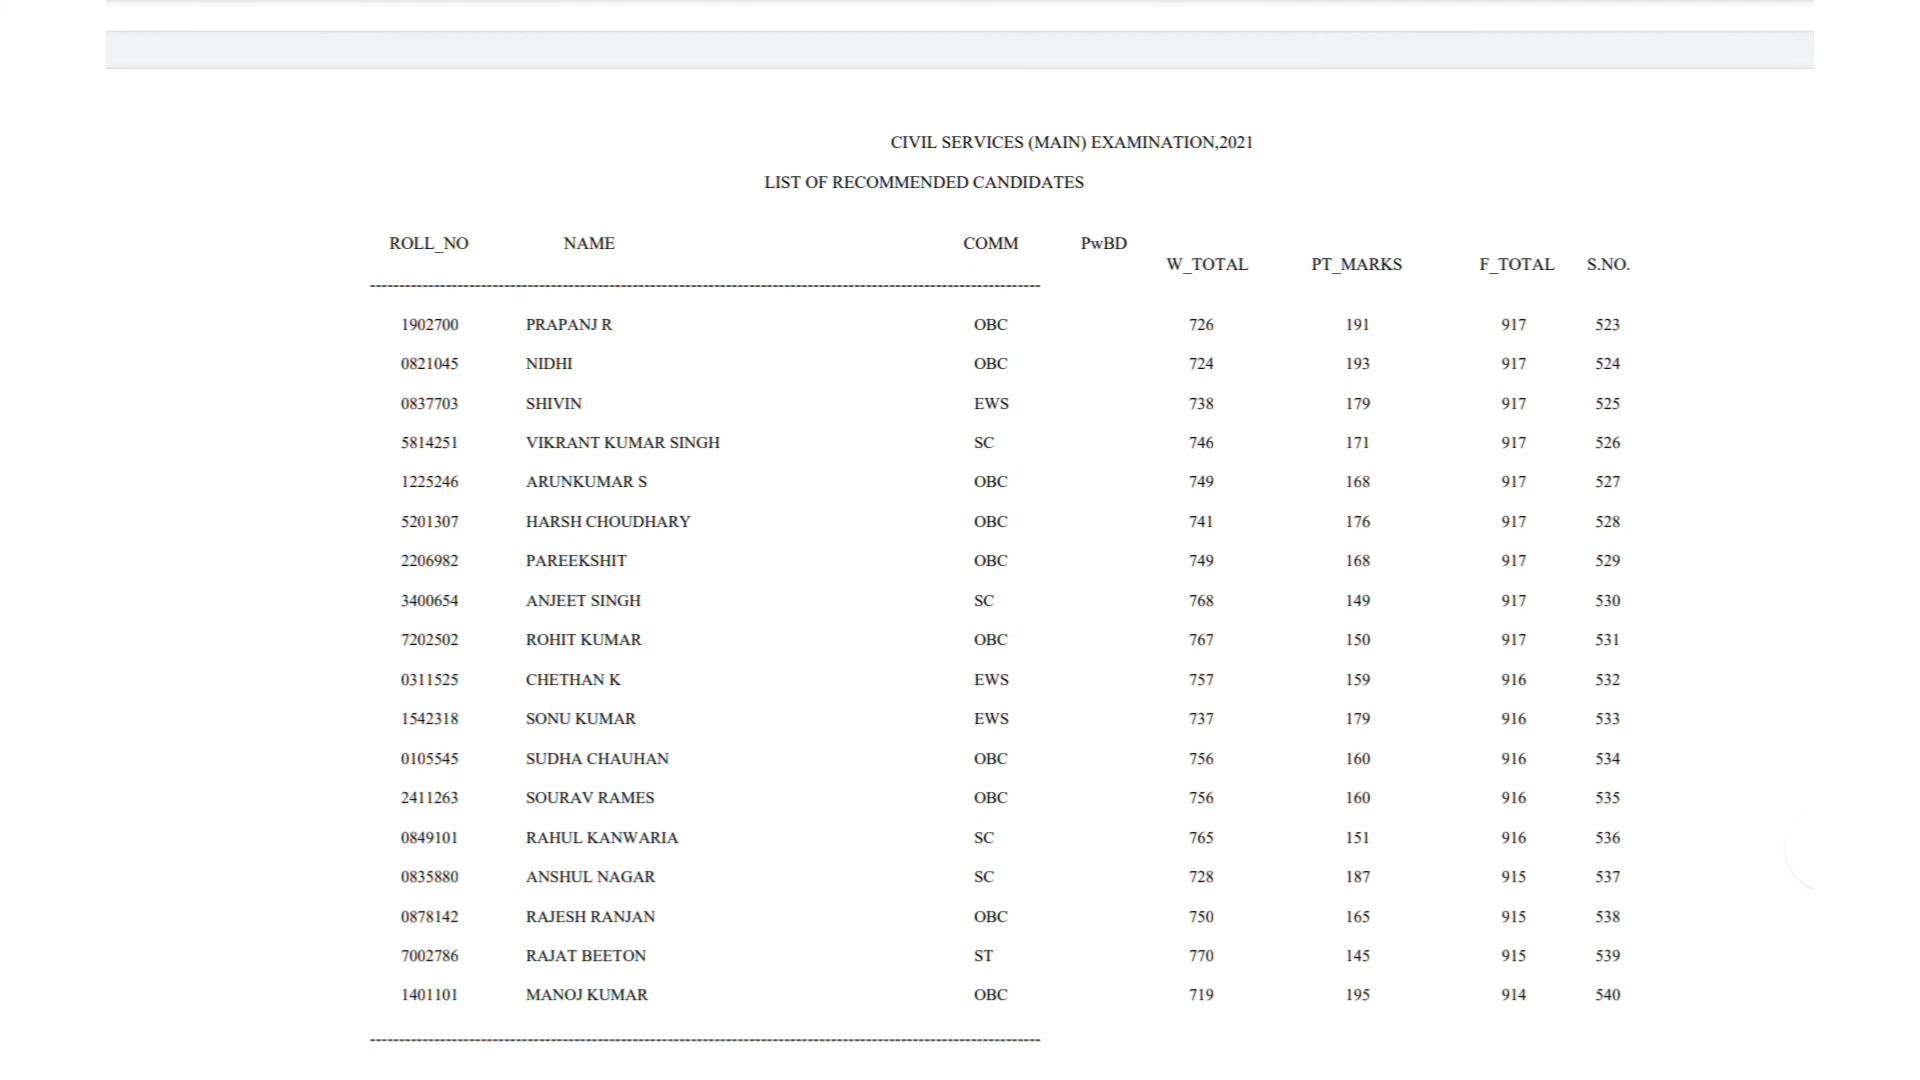 CIVIL SERVICES (MAIN) EXAMINATION,2021
LIST OF RECOMMENDED CANDIDATES
ROLL_NO NAME COMM PwBD W_TOTAL PT_MARKS F_TOTAL S.NO.
1902700 PRAPANJ R OBC 726 191 917 523
0821045 NIDHI OBC 724 193 917 524
0837703 SHIVIN EWS 738 179 917 525
5814251 VIKRANT KUMAR SINGH SC 746 171 917 526
1225246 ARUNKUMAR S OBC 749 168 917 527
5201307 HARSH CHOUDHARY OBC 741 176 917 528
2206982 PAREEKSHIT OBC 749 168 917 529
3400654 ANJEET SINGH SC 768 149 917 530
7202502 ROHIT KUMAR OBC 767 150 917 531
0311525 CHETHAN K EWS 757 159 916 532
1542318 SONU KUMAR EWS 737 179 916 533
0105545 SUDHA CHAUHAN OBC 756 160 916 534
2411263 SOURAV RAMES OBC 756 160 916 535
0849101 RAHUL KANWARIA SC 765 151 916 536
0835880 ANSHUL NAGAR SC 728 187 915 537
0878142 RAJESH RANJAN OBC 750 165 915 538
7002786 RAJAT BEETON ST 770 145 915 539
1401101 MANOJ KUMAR OBC 719 195 914 540